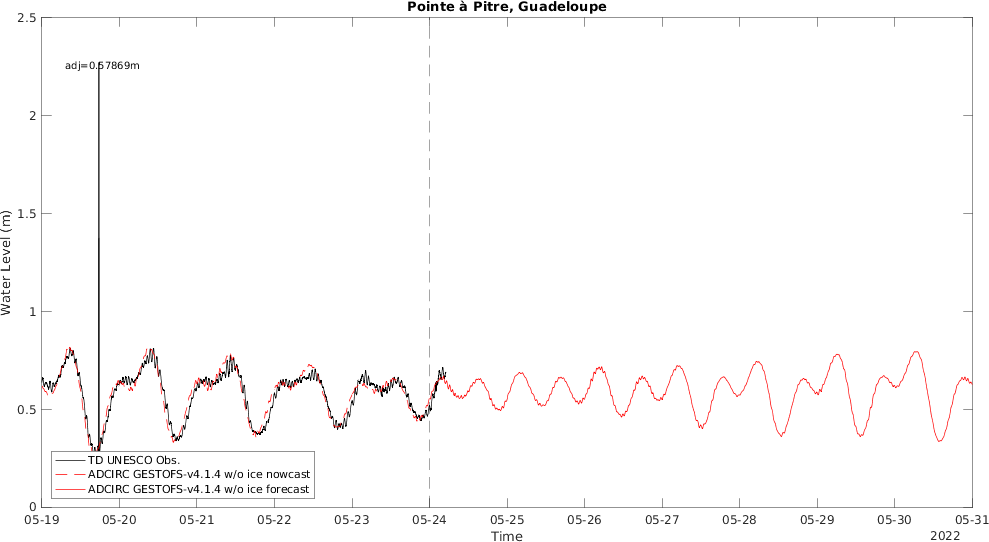 Pointe à Pitre, Guadeloupe
2.5
2
1.5
1
0.5
0
Water Level (m)
adj=0.57869m
TD UNESCO Obs.
ADCIRC GESTOFS-v4.1.4 w/o ice nowcast
ADCIRC GESTOFS-v4.1.4 w/o ice forecast
05-19 05-20 05-21 05-22 05-23 05-24 05-25 05-26 05-27 05-28 05-29 05-30 05-31
Time
2022